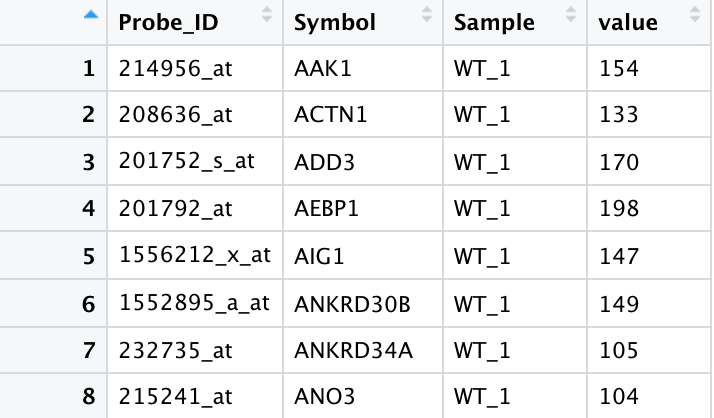 Probe_ID Symbol Sample value
1 214956_at AAK1 WT_1 154
2 208636_at ACTN1 WT_1 133
3 201752_s_at ADD3 WT_1 170
4 201792_at AEBP1 WT_1 198
5 1556212_x_at AIG1 WT_1 147
6 1552895_a_at ANKRD30B WT_1 149
7 232735_at ANKRD34A WT_1 105
8 215241_at ANO3 WT_1 104